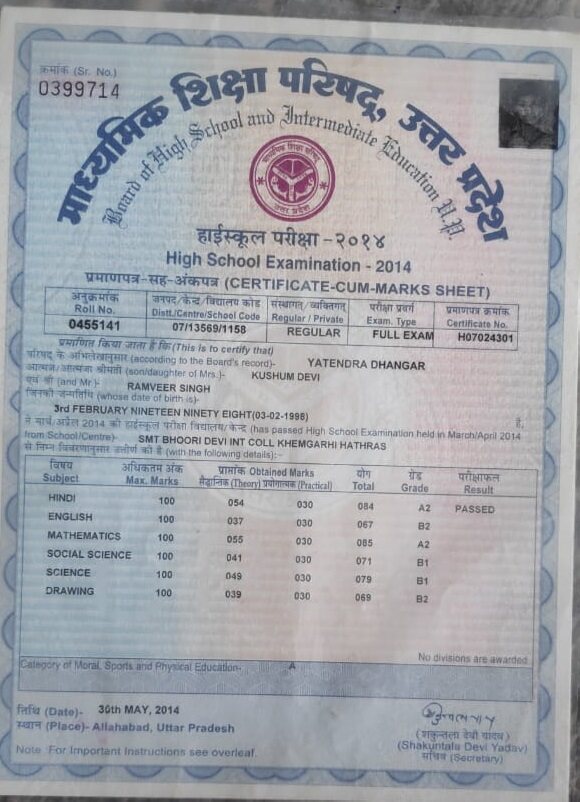 क्रमांक (Sr. No.)
0399714
माध्यमिक शिक्षा परिषद्, उत्तर प्रदेश
Board of High School and Intermediate Education U.P.
माध्यमिक शिक्षा परिषद्
उत्तर प्रदेश
हाईस्कूल परीक्षा -२०१४
High School Examination - 2014
प्रमाणपत्र-सह-अंकपत्र (CERTIFICATE-CUM-MARKS SHEET)
अनुक्रमांक जनपद/केन्द्र/विद्यालय कोड संस्थागत/व्यक्तिगत परीक्षा प्रवर्ग प्रमाणपत्र क्रमांक
Roll No. Distt./Centre/School Code Regular / Private Exam. Type Certificate No.
0455141 07/13569/1158 REGULAR FULL EXAM H07024301
प्रमाणित किया जाता है कि(This is to certify that)
परिषद् के अभिलेखानुसार (according to the Board's record)- YATENDRA DHANGAR
आत्मज/आत्मजा श्रीमती (son/daughter of Mrs.)- KUSHUM DEVI
एवं श्री (and Mr.)- RAMVEER SINGH
जिनकी जन्मतिथि (whose date of birth is)-
3rd FEBRUARY NINETEEN NINETY EIGHT(03-02-1998) है,
ने मार्च/अप्रैल 2014 की हाईस्कूल परीक्षा विद्यालय/केन्द्र (has passed High School Examination held in March/April 2014
from School/Centre)- SMT BHOORI DEVI INT COLL KHEMGARHI HATHRAS
से निम्न विवरणानुसार उत्तीर्ण की है (with the following details):-
विषय अधिकतम अंक प्राप्तांक Obtained Marks योग ग्रेड परीक्षाफल
Subject Max. Marks सैद्धान्तिक (Theory) प्रयोगात्मक (Practical) Total Grade Result
HINDI 100 054 030 084 A2 PASSED
ENGLISH 100 037 030 067 B2
MATHEMATICS 100 055 030 085 A2
SOCIAL SCIENCE 100 041 030 071 B1
SCIENCE 100 049 030 079 B1
DRAWING 100 039 030 069 B2
No divisions are awarded
Category of Moral, Sports and Physical Education- A
तिथि (Date)- 30th MAY, 2014
स्थान (Place)- Allahabad, Uttar Pradesh
(शकुन्तला देवी यादव)
(Shakuntala Devi Yadav)
सचिव (Secretary)
Note :For Important Instructions see overleaf.